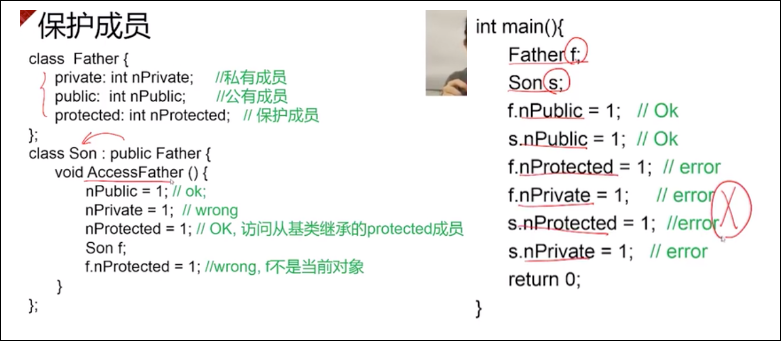 保护成员
class Father {
private: int nPrivate; //私有成员
public: int nPublic; //公有成员
protected: int nProtected; // 保护成员
};
class Son : public Father {
void AccessFather () {
nPublic = 1; // ok;
nPrivate = 1; // wrong
nProtected = 1; // OK, 访问从基类继承的protected成员
Son f;
f.nProtected = 1; //wrong, f不是当前对象
}
};
int main(){
Father f;
Son s;
f.nPublic = 1; // Ok
s.nPublic = 1; // Ok
f.nProtected = 1; // error
f.nPrivate = 1; // error
s.nProtected = 1; //error
s.nPrivate = 1; // error
return 0;
}